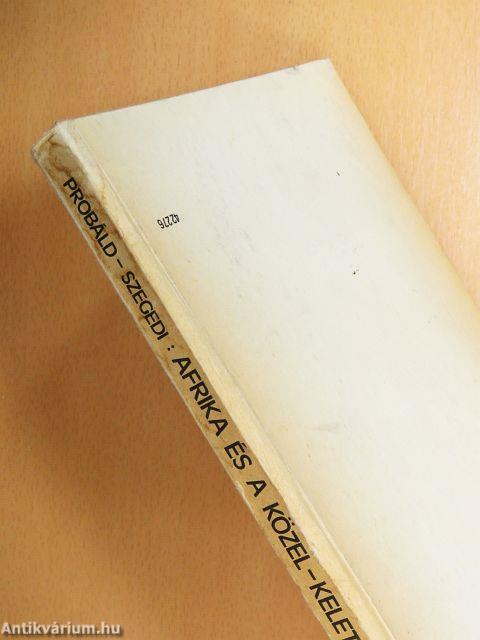 PROBÁLD - SZEGEDI : AFRIKA ÉS A KÖZEL-KELET
42276
Antikvárium.hu